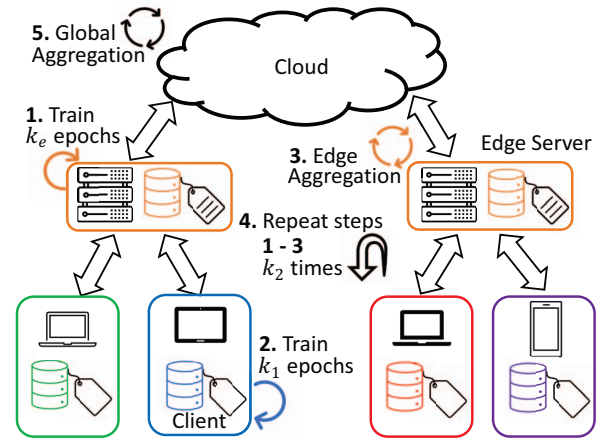 5. Global
Aggregation
Cloud
1. Train
k_e epochs
3. Edge
Aggregation
Edge Server
4. Repeat steps
1 - 3
k_2 times
2. Train
k_1 epochs
Client